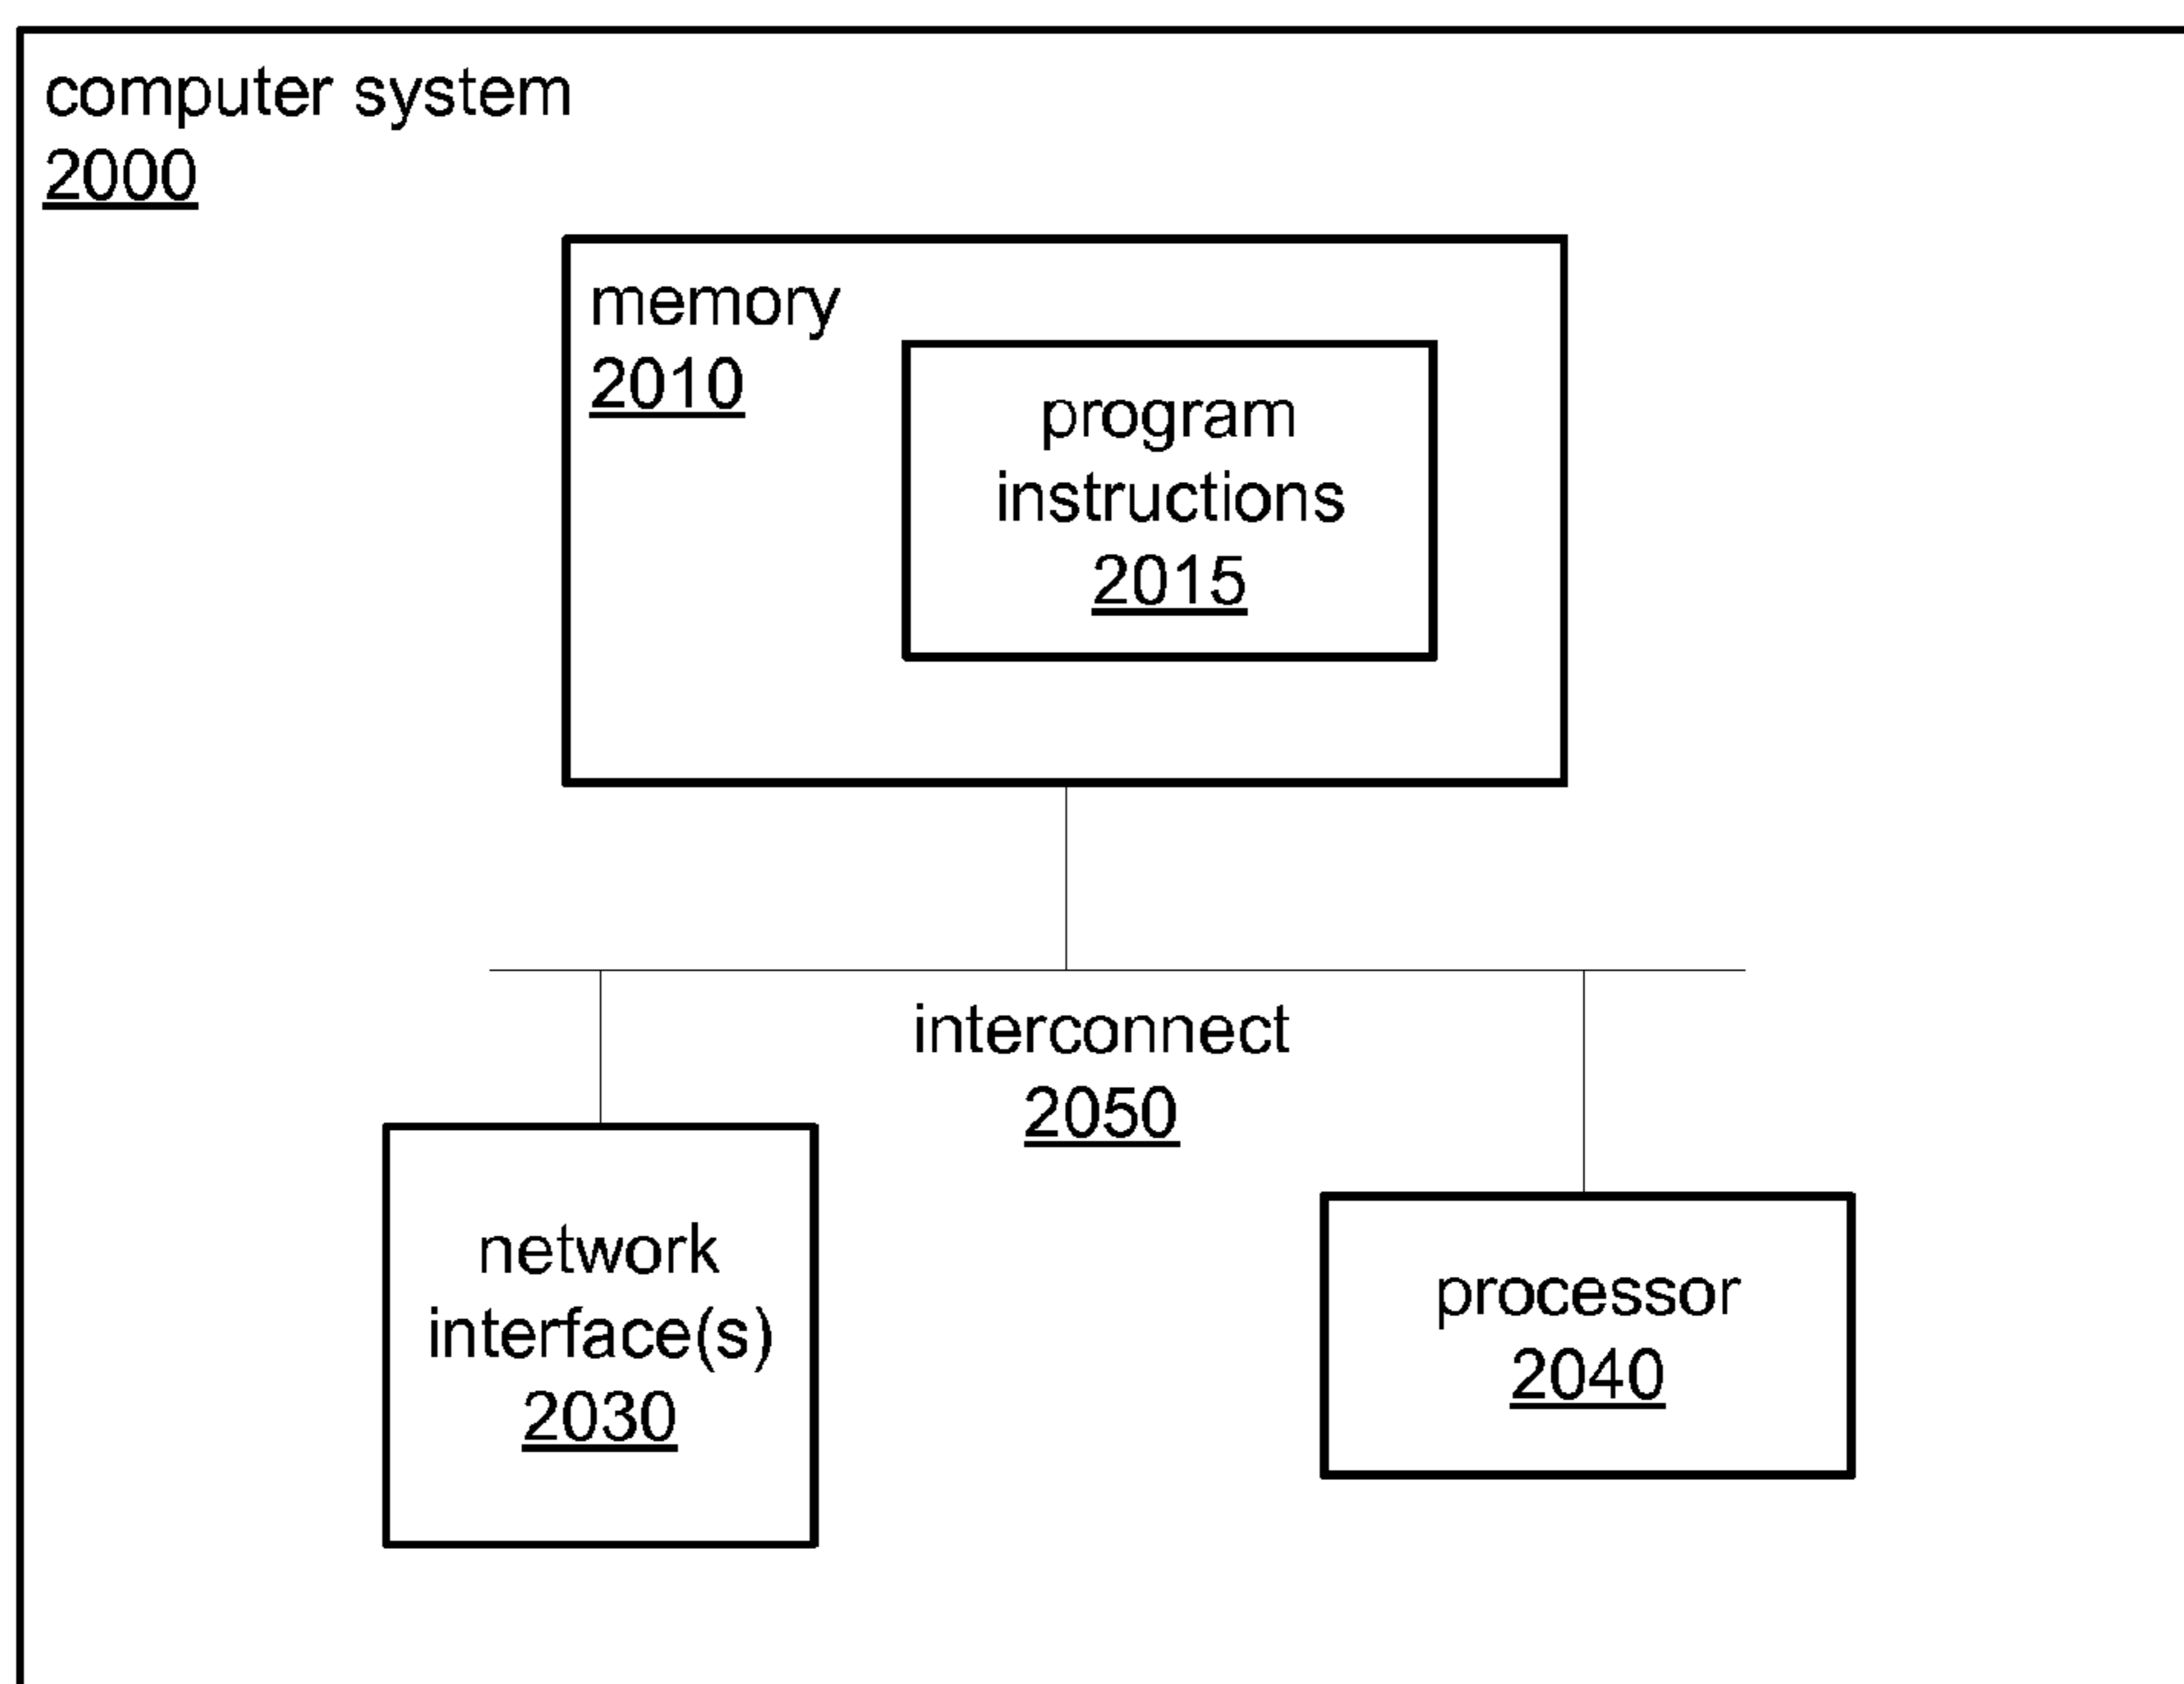 computer system
2000
memory
2010
program
instructions
2015
interconnect
2050
network
interface(s)
2030
processor
2040